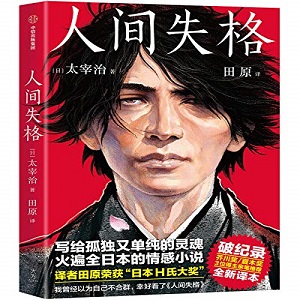 人间失格
[日]太宰治 著
田原 译
写给孤独又单纯的灵魂
火遍全日本的情感小说
译者田原荣获“日本H氏大奖”
我曾经以为自己不合群，幸好看了《人间失格》
破纪录
全新译本
人间失格
[日]太宰治 著
田原 译